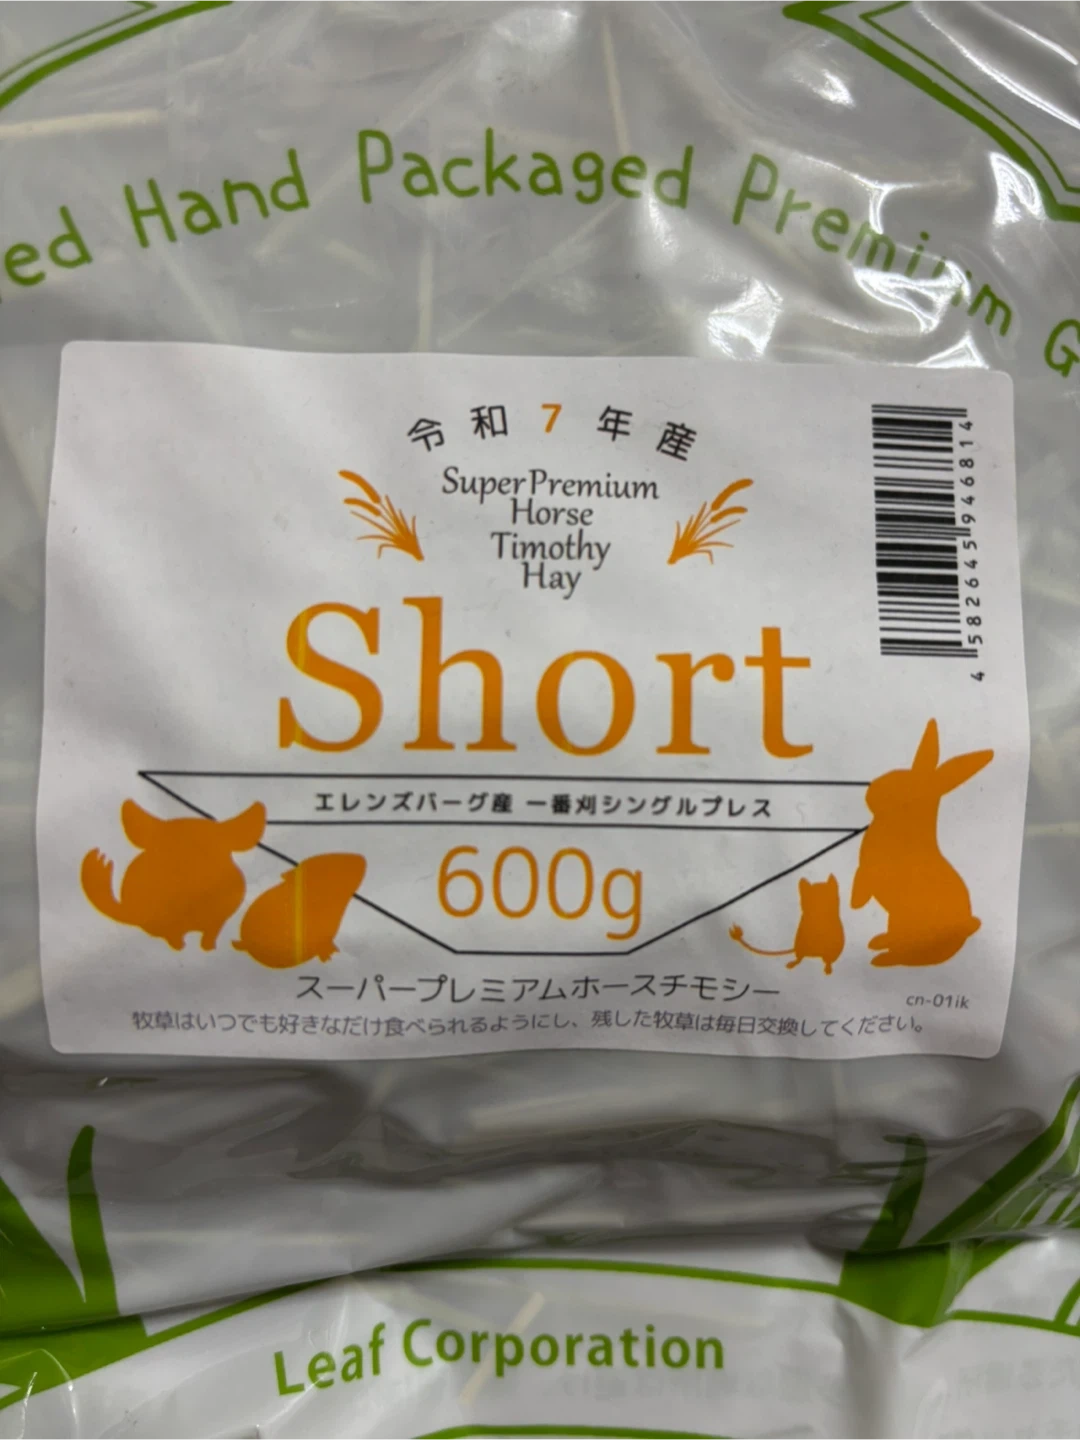 Hand Packaged Premium
令和7年産
SuperPremium
Horse
Timothy
Hay
Short
4582645946814
エレンズバーグ産 一番刈シングルプレス
600g
スーパープレミアムホースチモシー
cn-01ik
牧草はいつでも好きなだけ食べられるようにし、残した牧草は毎日交換してください。
Leaf Corporation